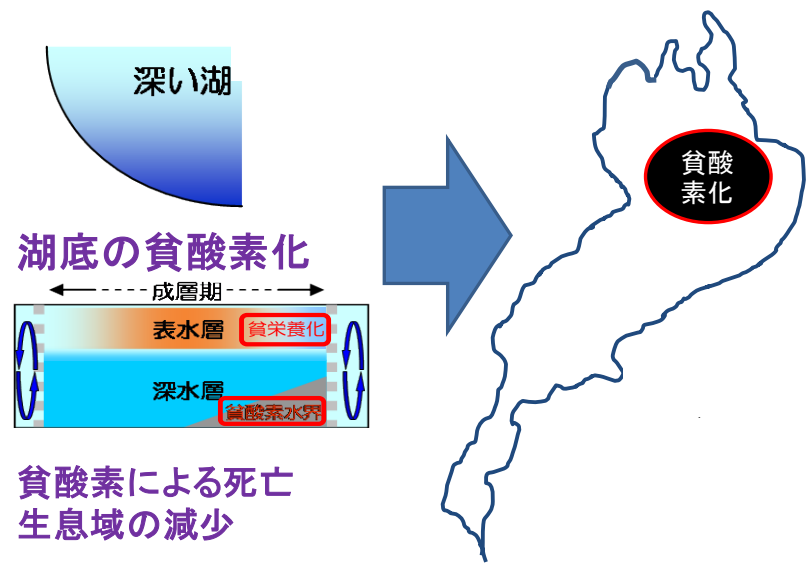 深い湖
湖底の貧酸素化
成層期
表水層
貧栄養化
深水層
貧酸素水界
貧酸素による死亡
生息域の減少
貧酸
素化